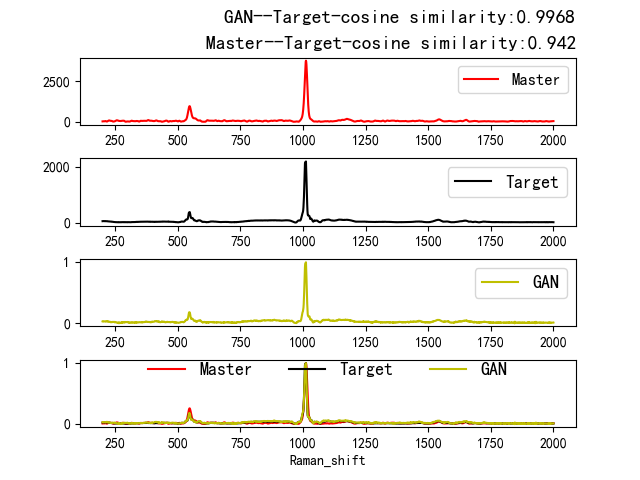 GAN--Target-cosine similarity:0.9968
Master--Target-cosine similarity:0.942
2500
0
Master
250 500 750 1000 1250 1500 1750 2000
2000
0
Target
250 500 750 1000 1250 1500 1750 2000
1
0
GAN
250 500 750 1000 1250 1500 1750 2000
1
0
Master Target GAN
250 500 750 1000 1250 1500 1750 2000
Raman_shift